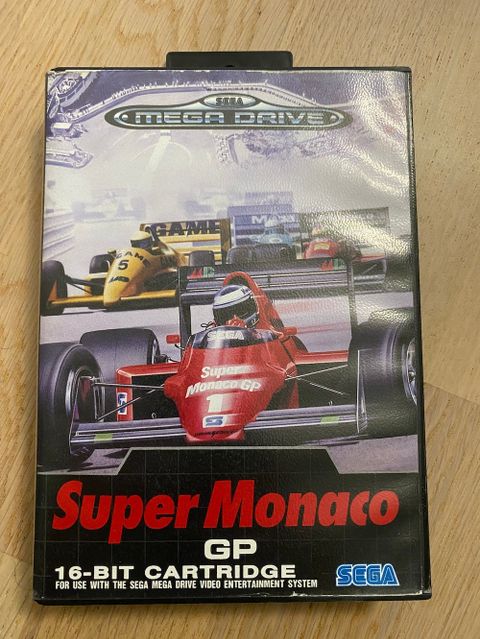 SEGA
MEGA DRIVE
GAME
5
SEGA
Super
Monaco GP
1
Super Monaco
GP
16-BIT CARTRIDGE
FOR USE WITH THE SEGA MEGA DRIVE VIDEO ENTERTAINMENT SYSTEM
SEGA